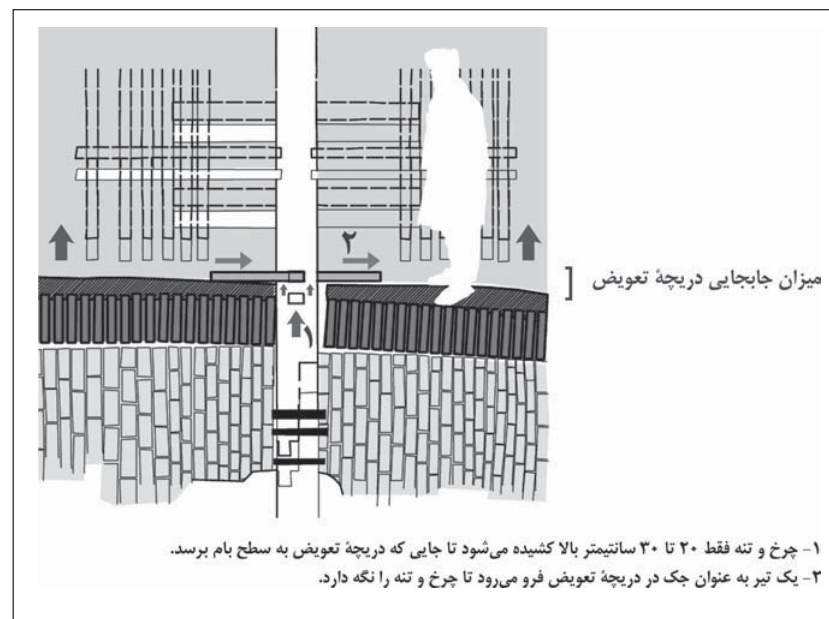 ۲
میزان جابجایی دریچهٔ تعویض
۱
۱- چرخ و تنه فقط ۲۰ تا ۳۰ سانتیمتر بالا کشیده می‌شود تا جایی که دریچهٔ تعویض به سطح بام برسد.
۲- یک تیر به عنوان جک در دریچهٔ تعویض فرو می‌رود تا چرخ و تنه را نگه دارد.